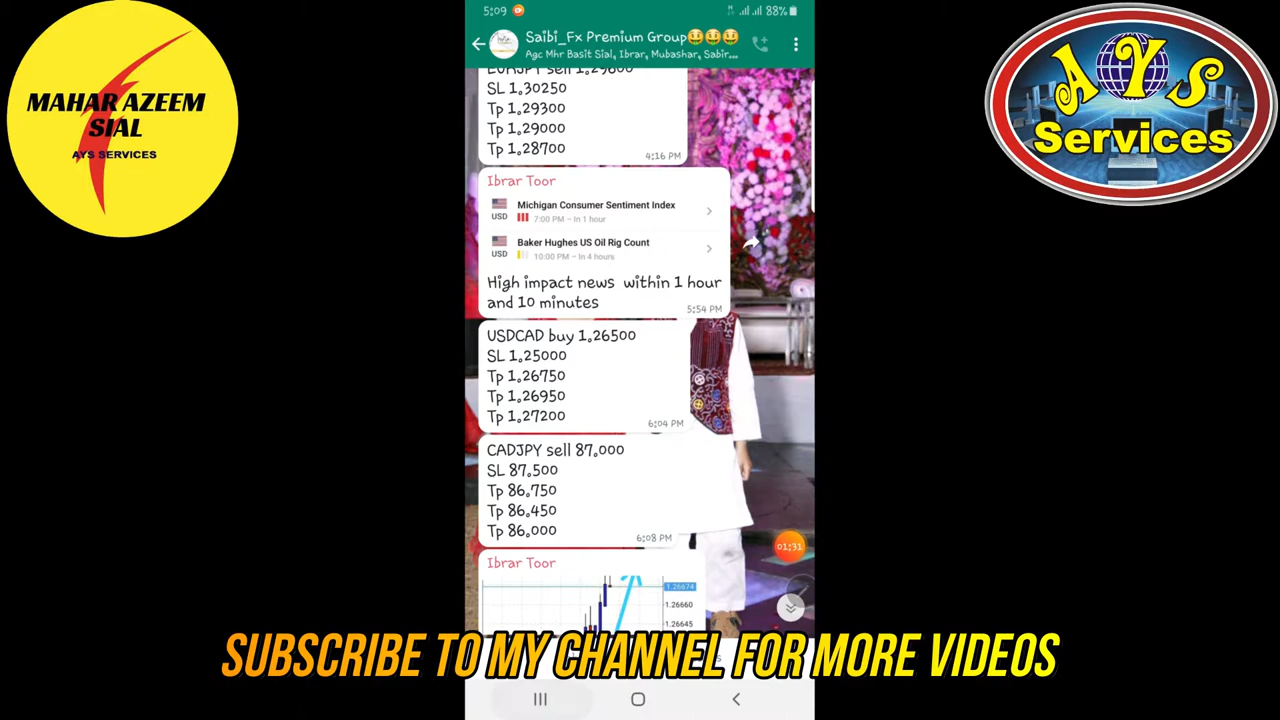 MAHAR AZEEM
SIAL
AYS SERVICES
5:09
88%
Saibi_Fx Premium Group🤑🤑🤑
Agc Mhr Basit Sial, Ibrar, Mubashar, Sabir...
EURJPY sell 1.29600
SL 1.30250
Tp 1.29300
Tp 1.29000
Tp 1.28700
4:16 PM
Ibrar Toor
Michigan Consumer Sentiment Index
USD
7:00 PM – In 1 hour
Baker Hughes US Oil Rig Count
USD
10:00 PM – In 4 hours
High impact news within 1 hour
and 10 minutes
5:54 PM
USDCAD buy 1.26500
SL 1.25000
Tp 1.26750
Tp 1.26950
Tp 1.27200
6:04 PM
CADJPY sell 87.000
SL 87.500
Tp 86.750
Tp 86.450
Tp 86.000
6:08 PM
01:31
Ibrar Toor
1.26674
1.26660
1.26645
AYS
Services
SUBSCRIBE TO MY CHANNEL FOR MORE VIDEOS